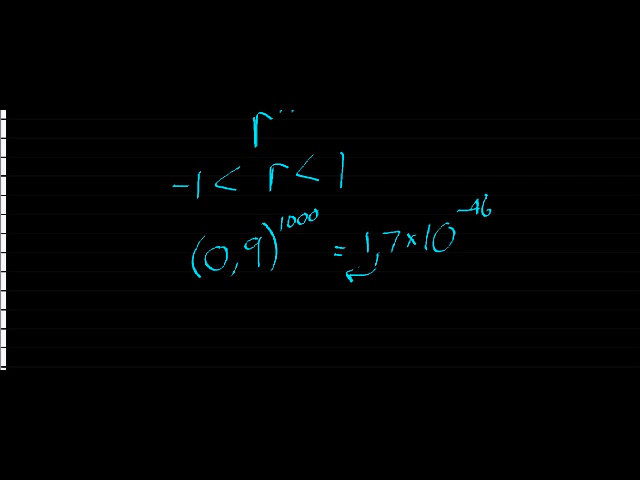 r
-1 < r < 1
(0,9)^1000 = 1,7 × 10^-46